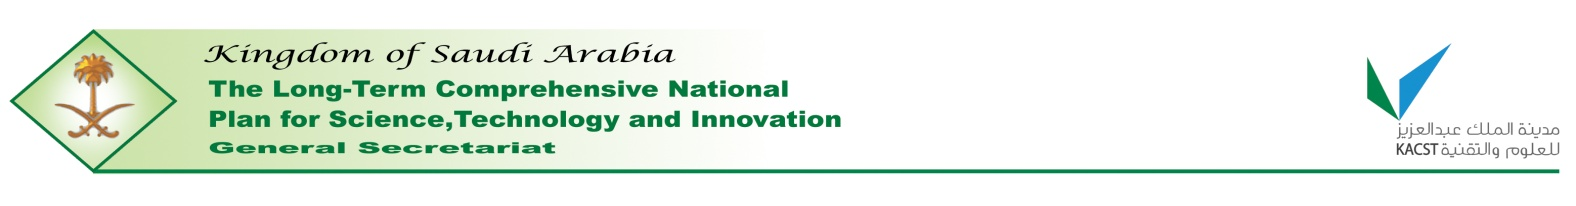 Kingdom of Saudi Arabia
The Long-Term Comprehensive National
Plan for Science,Technology and Innovation
General Secretariat
مدينة الملك عبدالعزيز
للعلوم والتقنية KACST